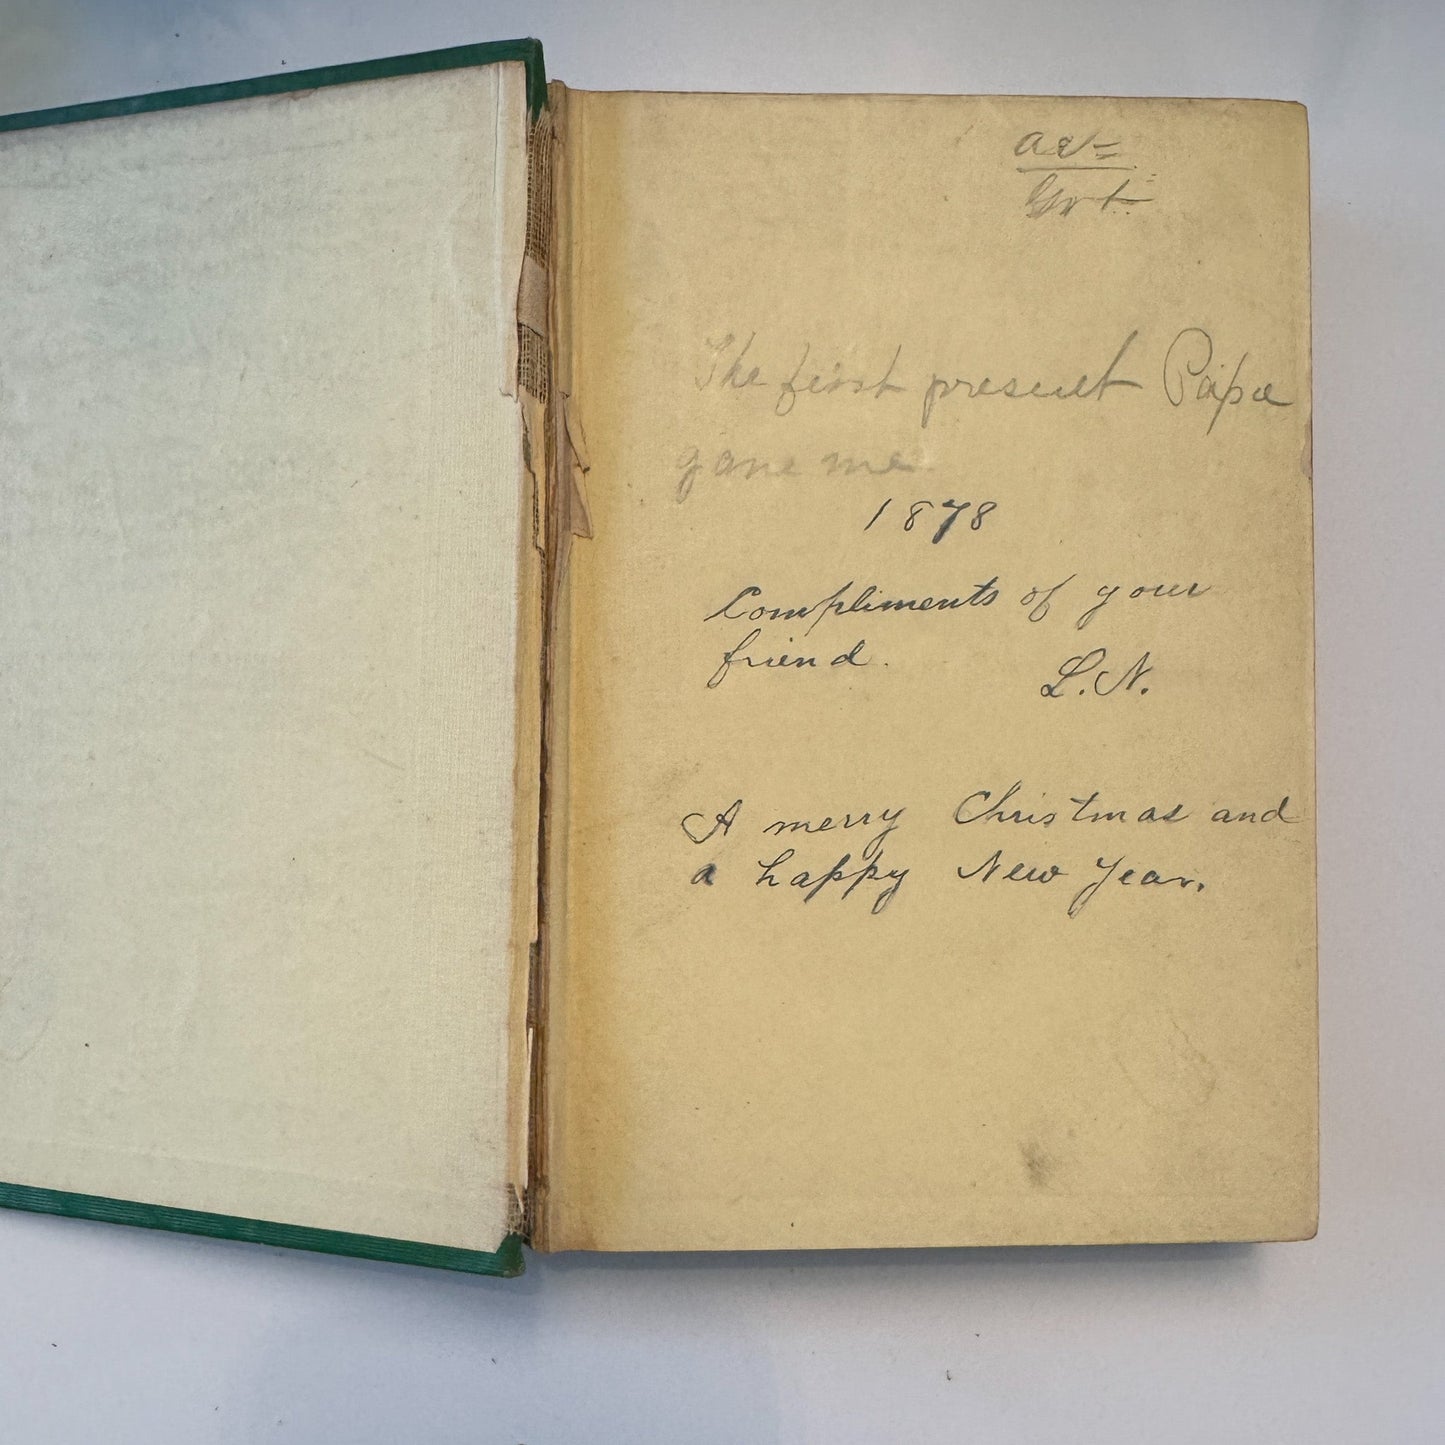 The first present Papa
gave me
1878
Compliments of your
friend.
L.N.
A merry Christmas and
a happy New Year.